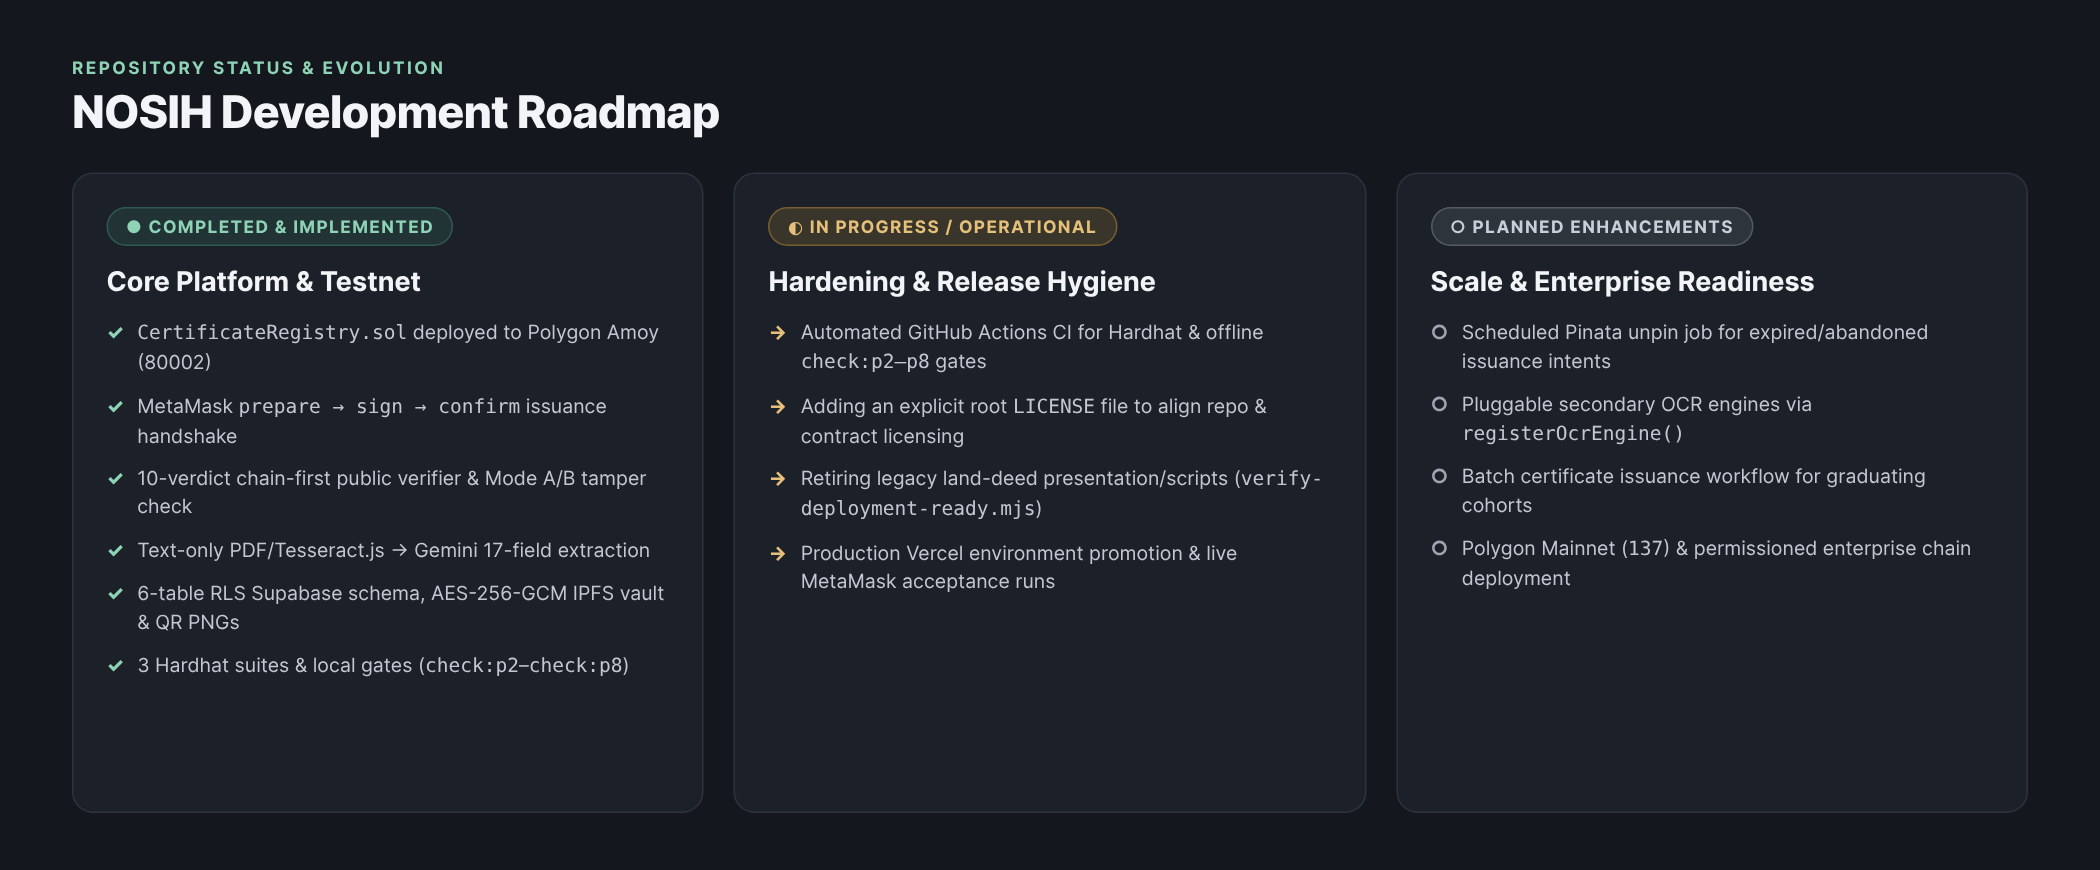 REPOSITORY STATUS & EVOLUTION
NOSIH Development Roadmap
COMPLETED & IMPLEMENTED
Core Platform & Testnet
✓ CertificateRegistry.sol deployed to Polygon Amoy
(80002)
✓ MetaMask prepare → sign → confirm issuance
handshake
✓ 10-verdict chain-first public verifier & Mode A/B tamper
check
✓ Text-only PDF/Tesseract.js → Gemini 17-field extraction
✓ 6-table RLS Supabase schema, AES-256-GCM IPFS vault
& QR PNGs
✓ 3 Hardhat suites & local gates (check:p2–check:p8)
IN PROGRESS / OPERATIONAL
Hardening & Release Hygiene
→ Automated GitHub Actions CI for Hardhat & offline
check:p2–p8 gates
→ Adding an explicit root LICENSE file to align repo &
contract licensing
→ Retiring legacy land-deed presentation/scripts (verify-
deployment-ready.mjs)
→ Production Vercel environment promotion & live
MetaMask acceptance runs
PLANNED ENHANCEMENTS
Scale & Enterprise Readiness
Scheduled Pinata unpin job for expired/abandoned
issuance intents
Pluggable secondary OCR engines via
registerOcrEngine()
Batch certificate issuance workflow for graduating
cohorts
Polygon Mainnet (137) & permissioned enterprise chain
deployment